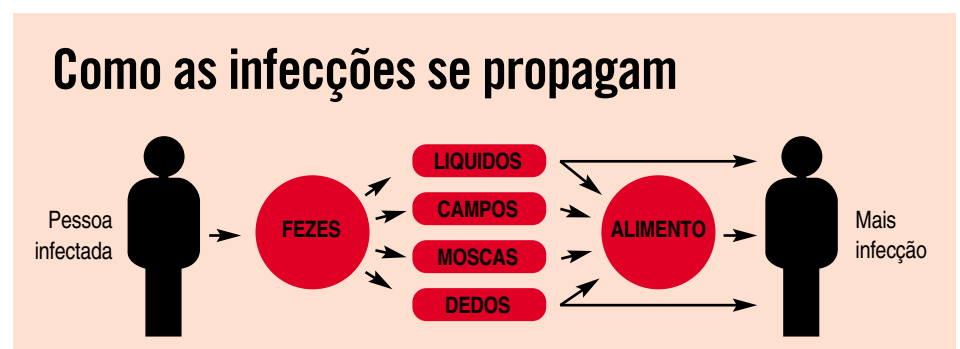 Como as infecções se propagam
Pessoa
infectada
FEZES
LIQUIDOS
CAMPOS
MOSCAS
DEDOS
ALIMENTO
Mais
infecção